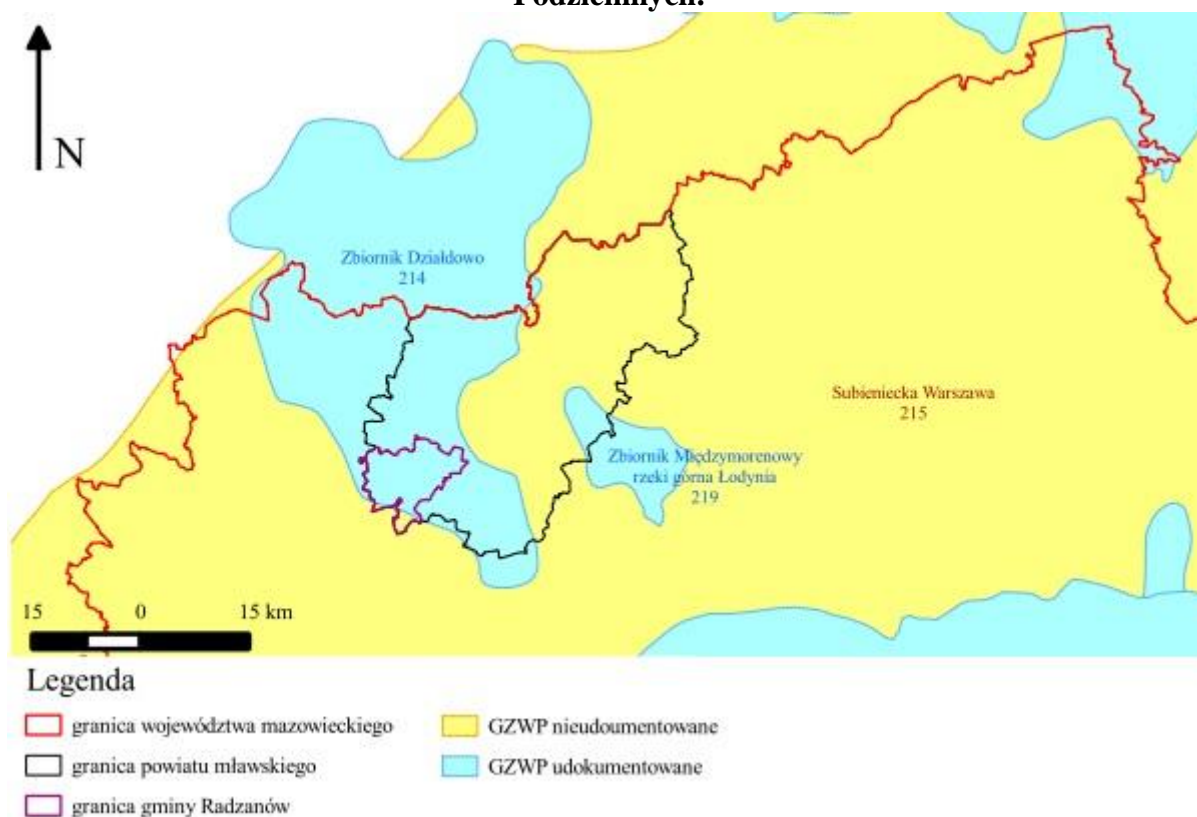 Podziemnych.
N
Zbiornik Działdowo
214
Subieniecka Warszawa
215
Zbiornik Międzymorenowy
rzeki górna Łodynia
219
15 0 15 km
Legenda
granica województwa mazowieckiego
GZWP nieudoumentowane
granica powiatu mławskiego
GZWP udokumentowane
granica gminy Radzanów